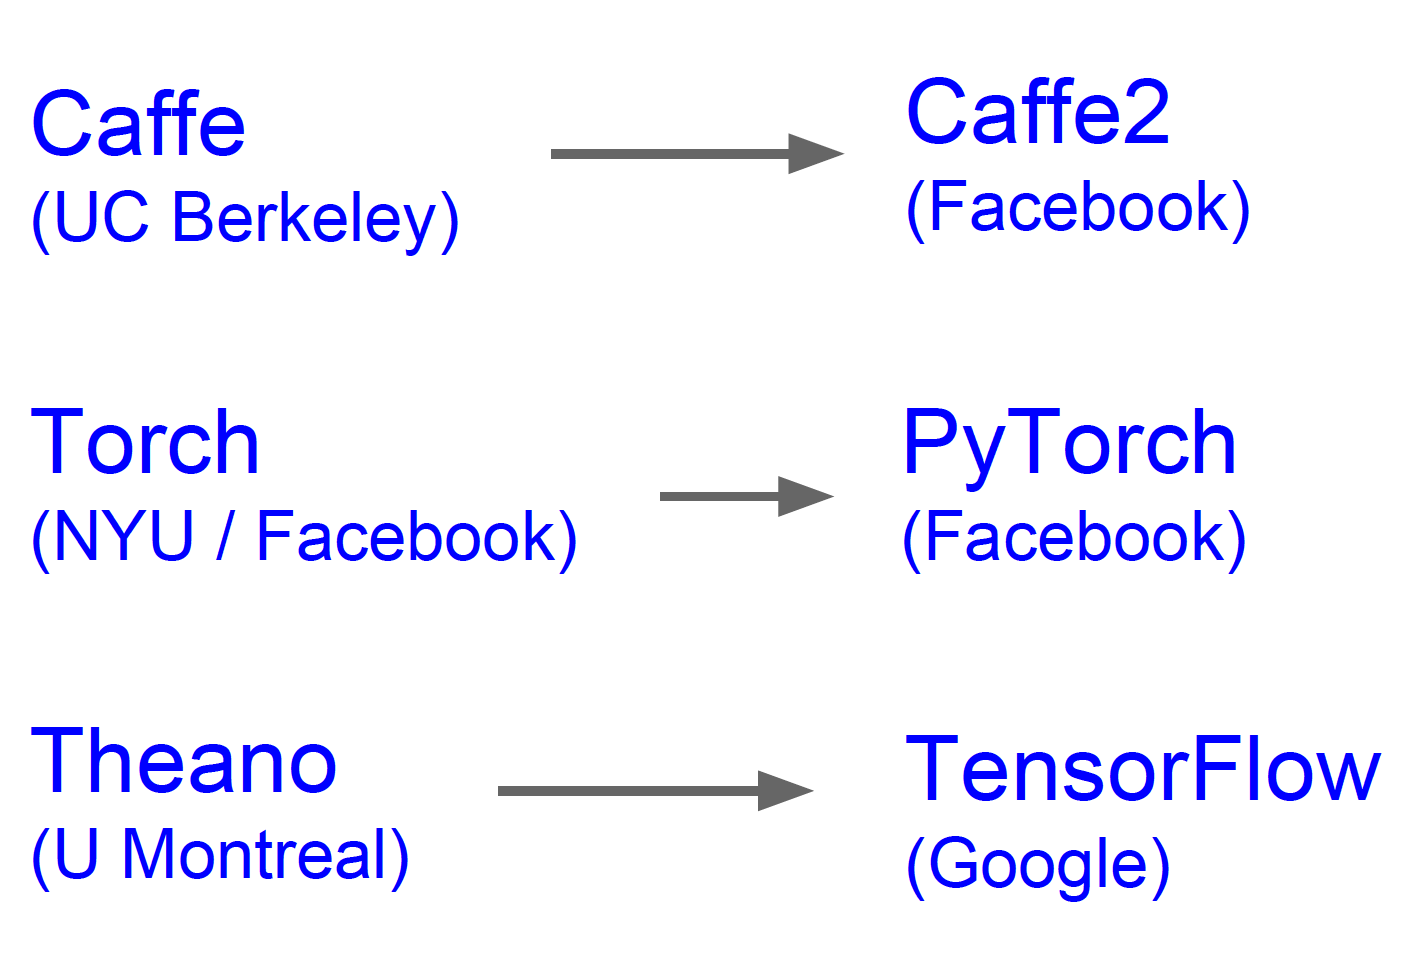 Caffe
(UC Berkeley)
Caffe2
(Facebook)
Torch
(NYU / Facebook)
PyTorch
(Facebook)
Theano
(U Montreal)
TensorFlow
(Google)